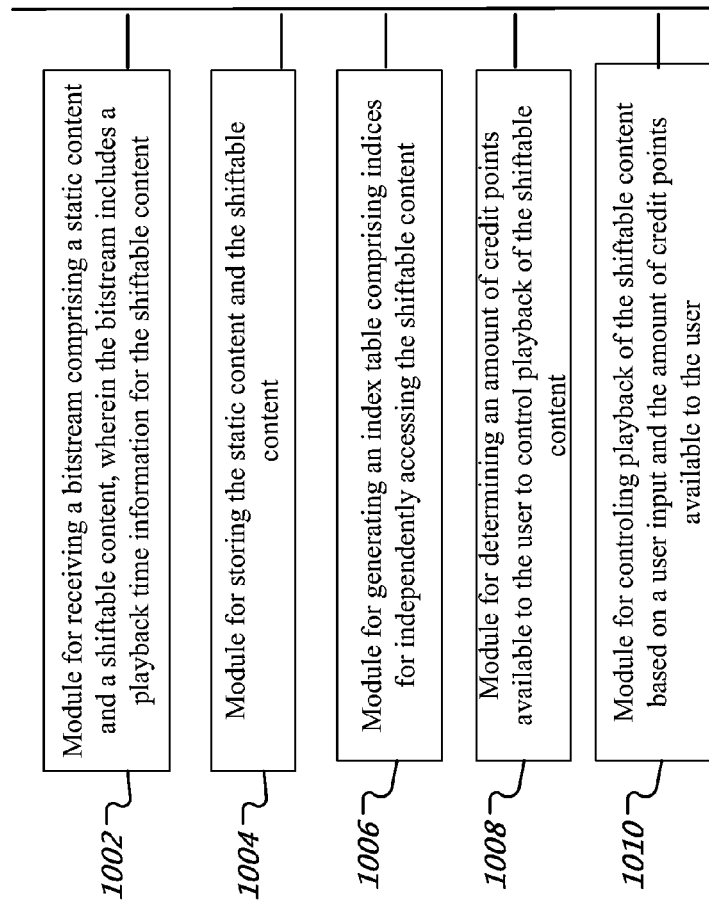 1002
Module for receiving a bitstream comprising a static content
and a shiftable content, wherein the bitstream includes a
playback time information for the shiftable content
1004
Module for storing the static content and the shiftable
content
1006
Module for generating an index table comprising indices
for independently accessing the shiftable content
1008
Module for determining an amount of credit points
available to the user to control playback of the shiftable
content
1010
Module for controling playback of the shiftable content
based on a user input and the amount of credit points
available to the user